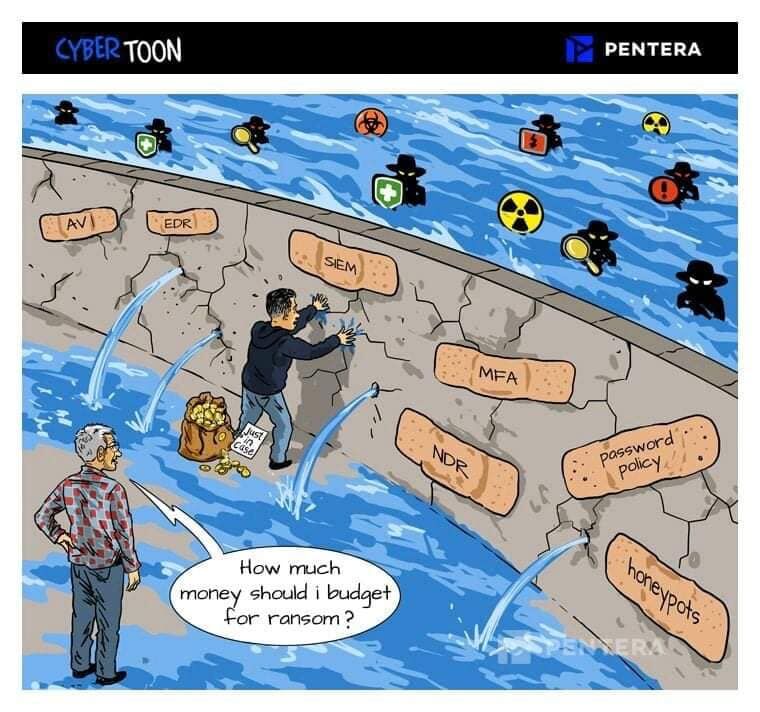 CYBER TOON
PENTERA
AV
EDR
SIEM
MFA
NDR
password
policy
honeypots
Just
in
case
How much
money should i budget
for ransom?
PENTERA